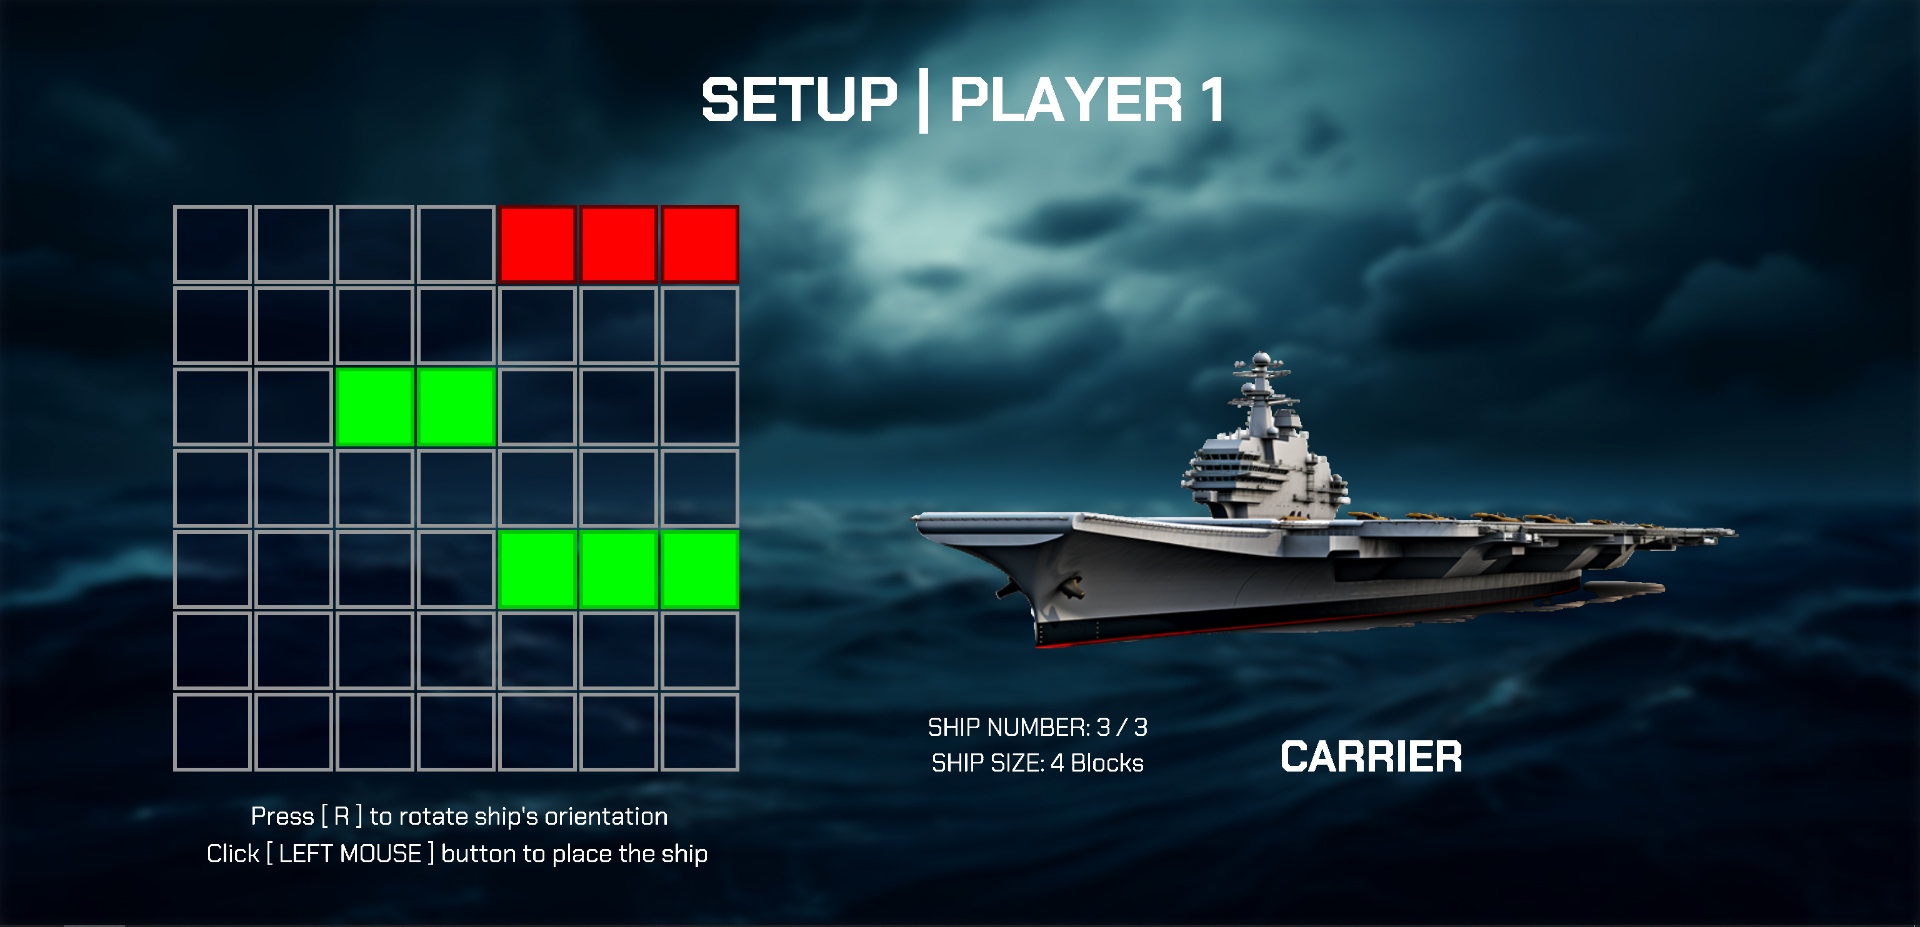 SETUP | PLAYER 1
SHIP NUMBER: 3 / 3
SHIP SIZE: 4 Blocks
CARRIER
Press [ R ] to rotate ship's orientation
Click [ LEFT MOUSE ] button to place the ship